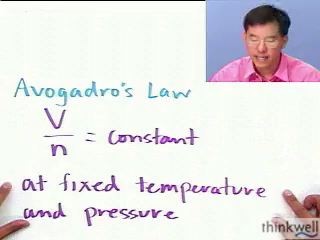 Avogadro's Law
V
n
= constant
at fixed temperature
and pressure
thinkwell